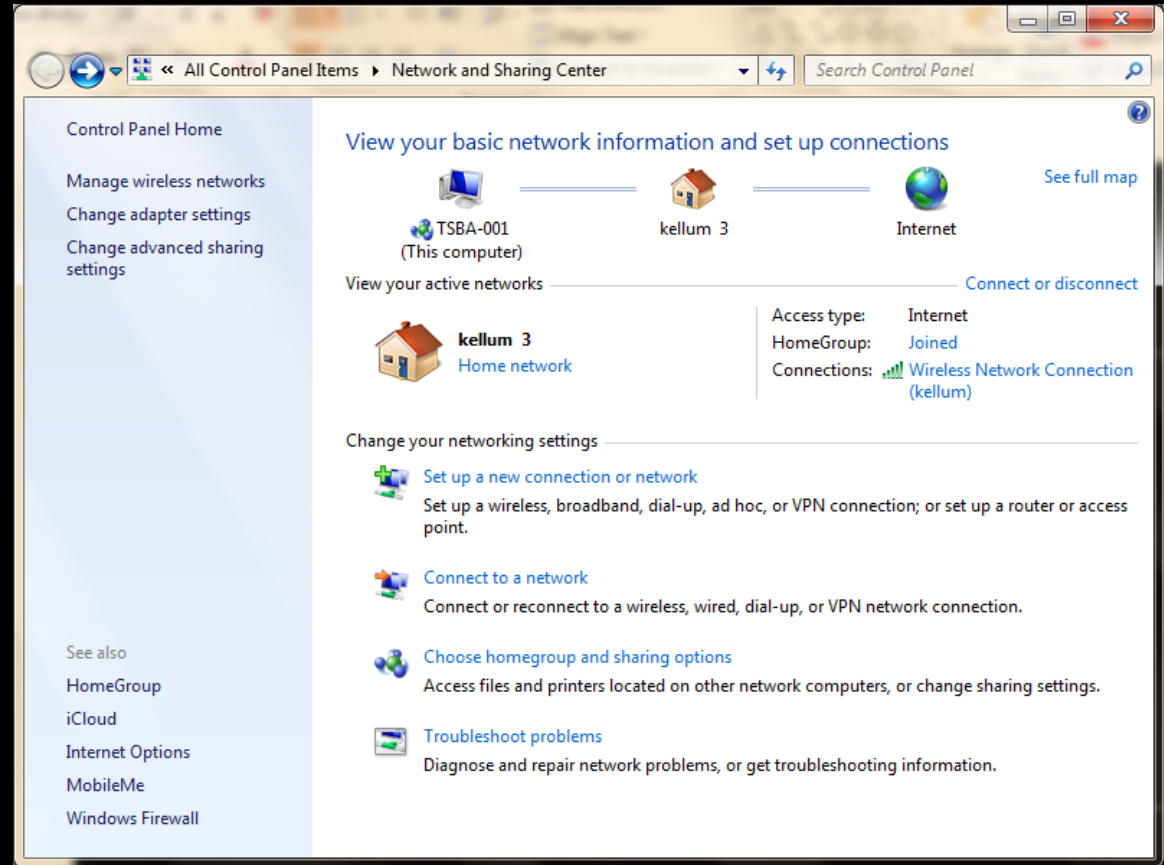 « All Control Panel Items ▸ Network and Sharing Center
Search Control Panel
Control Panel Home
Manage wireless networks
Change adapter settings
Change advanced sharing
settings
See also
HomeGroup
iCloud
Internet Options
MobileMe
Windows Firewall
View your basic network information and set up connections
See full map
TSBA-001
(This computer)
kellum 3
Internet
View your active networks
Connect or disconnect
kellum 3
Home network
Access type: Internet
HomeGroup: Joined
Connections: Wireless Network Connection
(kellum)
Change your networking settings
Set up a new connection or network
Set up a wireless, broadband, dial-up, ad hoc, or VPN connection; or set up a router or access
point.
Connect to a network
Connect or reconnect to a wireless, wired, dial-up, or VPN network connection.
Choose homegroup and sharing options
Access files and printers located on other network computers, or change sharing settings.
Troubleshoot problems
Diagnose and repair network problems, or get troubleshooting information.